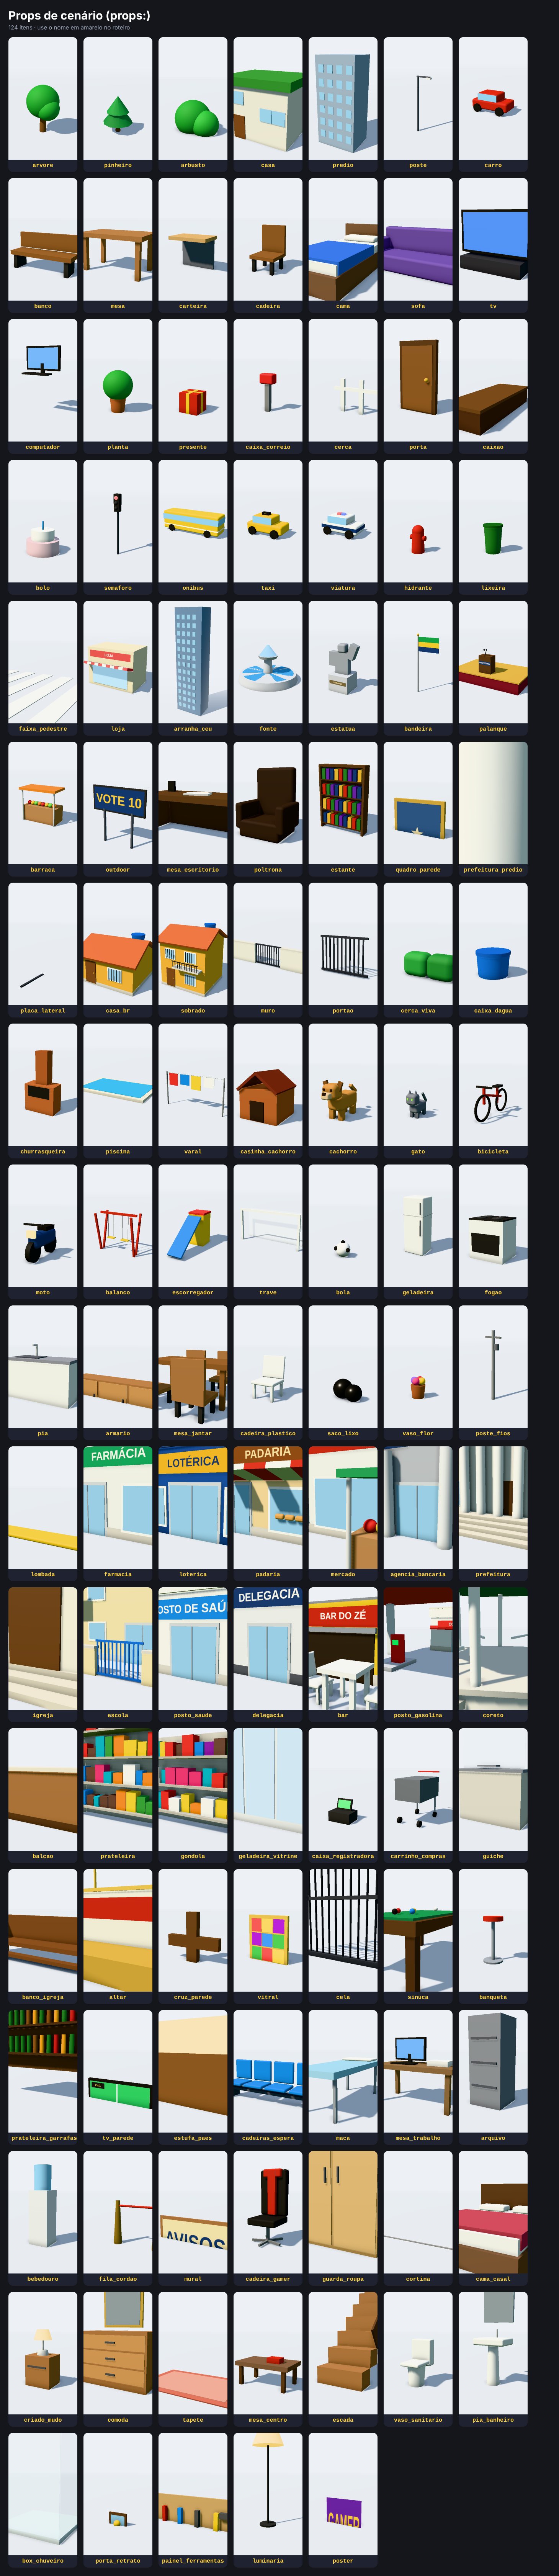 Props de cenário (props:)
124 itens · use o nome em amarelo no roteiro
arvore pinheiro arbusto casa predio poste carro
banco mesa carteira cadeira cama sofa tv
computador planta presente caixa_correio cerca porta caixao
bolo semaforo onibus taxi viatura hidrante lixeira
faixa_pedestre loja arranha_ceu fonte estatua bandeira palanque
VOTE 10
barraca outdoor mesa_escritorio poltrona estante quadro_parede prefeitura_predio
placa_lateral casa_br sobrado muro portao cerca_viva caixa_dagua
churrasqueira piscina varal casinha_cachorro cachorro gato bicicleta
moto balanco escorregador trave bola geladeira fogao
pia armario mesa_jantar cadeira_plastico saco_lixo vaso_flor poste_fios
FARMÁCIA LOTÉRICA PADARIA
lombada farmacia loterica padaria mercado agencia_bancaria prefeitura
OSTO DE SAÚ DELEGACIA BAR DO ZÉ
igreja escola posto_saude delegacia bar posto_gasolina coreto
balcao prateleira gondola geladeira_vitrine caixa_registradora carrinho_compras guiche
banco_igreja altar cruz_parede vitral cela sinuca banqueta
prateleira_garrafas tv_parede estufa_paes cadeiras_espera maca mesa_trabalho arquivo
AVISOS
bebedouro fila_cordao mural cadeira_gamer guarda_roupa cortina cama_casal
criado_mudo comoda tapete mesa_centro escada vaso_sanitario pia_banheiro
GAMER
box_chuveiro porta_retrato painel_ferramentas luminaria poster